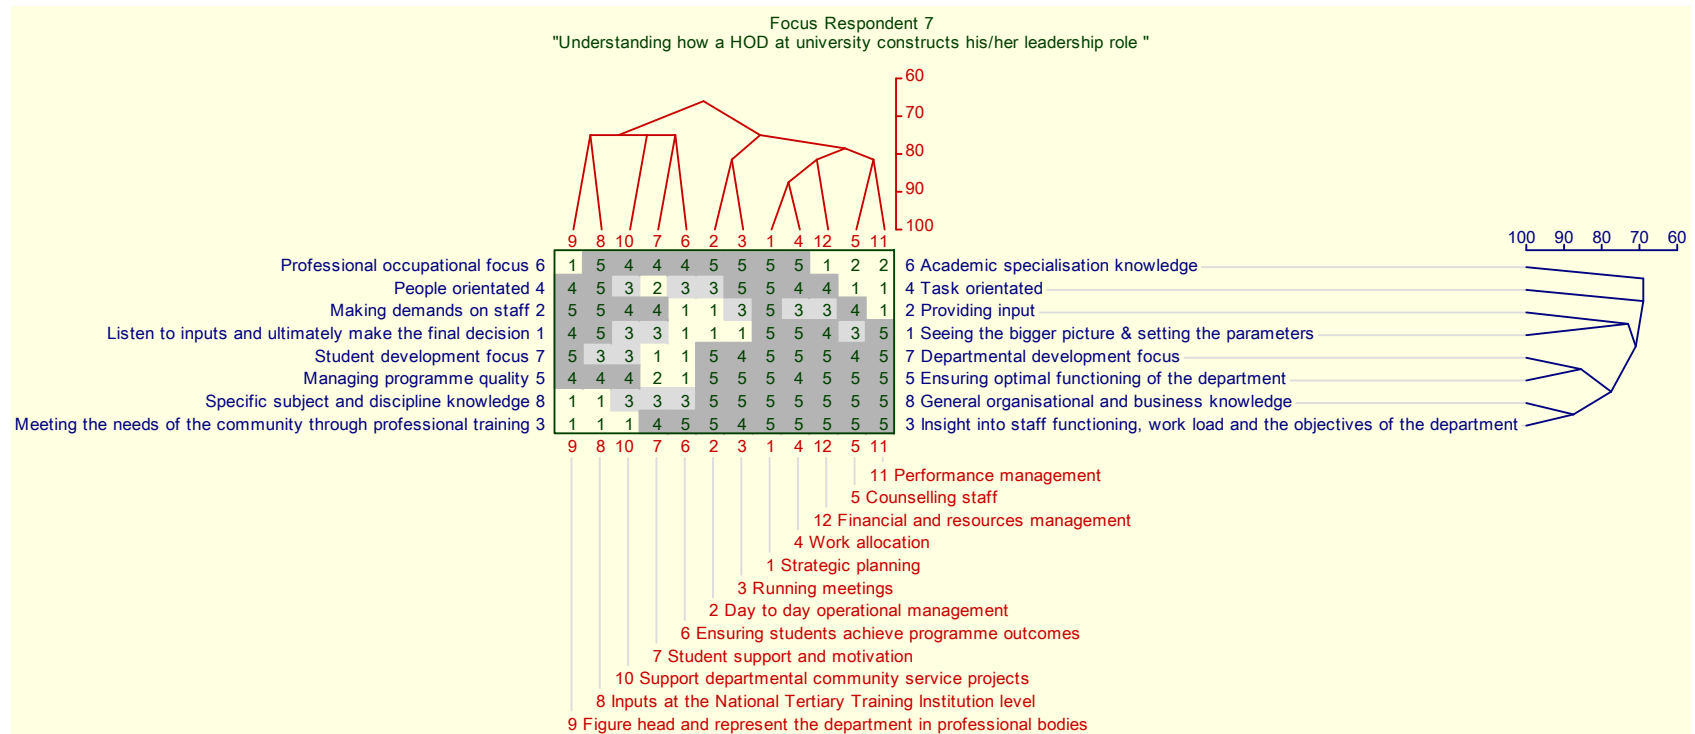 Focus Respondent 7
"Understanding how a HOD at university constructs his/her leadership role "
60
70
80
90
100
100 90 80 70 60
9 8 10 7 6 2 3 1 4 12 5 11
Professional occupational focus 6 1 5 4 4 4 5 5 5 5 1 2 2 6 Academic specialisation knowledge
People orientated 4 4 5 3 2 3 3 5 5 4 4 1 1 4 Task orientated
Making demands on staff 2 5 5 4 4 1 1 3 5 3 3 4 1 2 Providing input
Listen to inputs and ultimately make the final decision 1 4 5 3 3 1 1 1 5 5 4 3 5 1 Seeing the bigger picture & setting the parameters
Student development focus 7 5 3 3 1 1 5 4 5 5 5 4 5 7 Departmental development focus
Managing programme quality 5 4 4 4 2 1 5 5 5 4 5 5 5 5 Ensuring optimal functioning of the department
Specific subject and discipline knowledge 8 1 1 3 3 3 5 5 5 5 5 5 5 8 General organisational and business knowledge
Meeting the needs of the community through professional training 3 1 1 1 4 5 5 4 5 5 5 5 5 3 Insight into staff functioning, work load and the objectives of the department
9 8 10 7 6 2 3 1 4 12 5 11
11 Performance management
5 Counselling staff
12 Financial and resources management
4 Work allocation
1 Strategic planning
3 Running meetings
2 Day to day operational management
6 Ensuring students achieve programme outcomes
7 Student support and motivation
10 Support departmental community service projects
8 Inputs at the National Tertiary Training Institution level
9 Figure head and represent the department in professional bodies